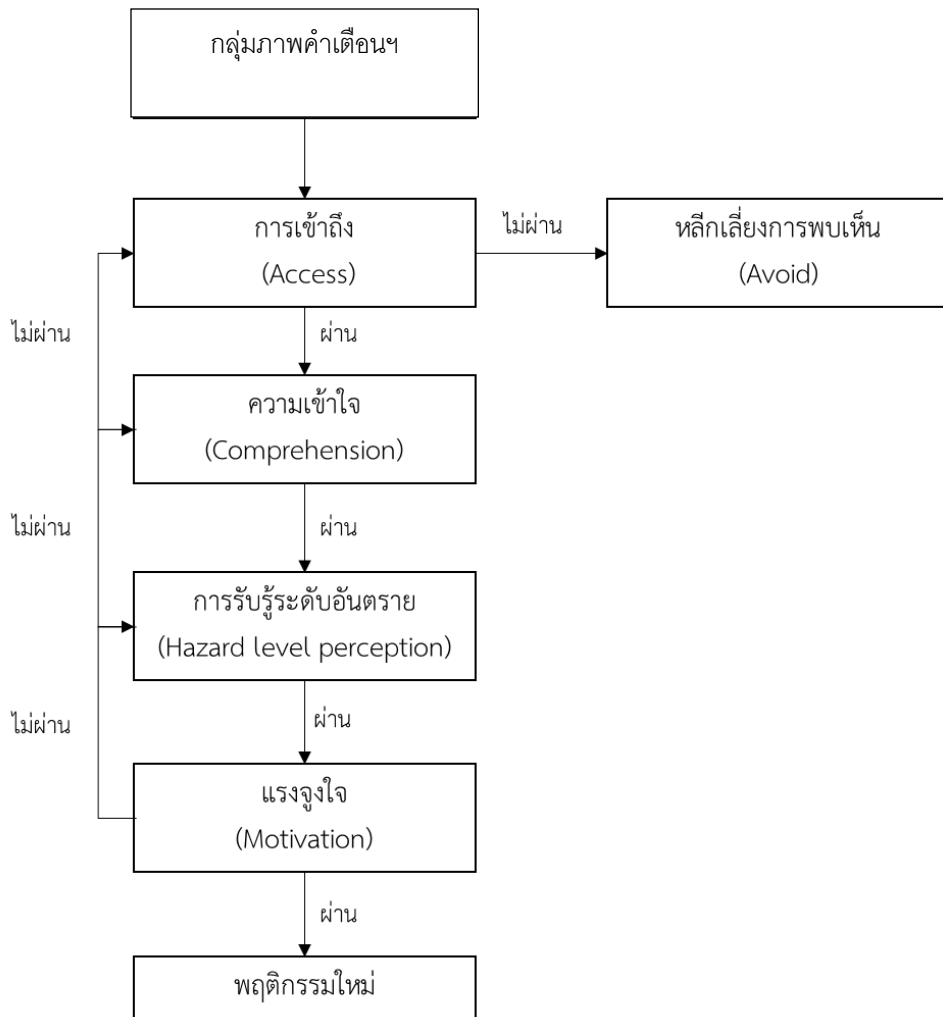 กลุ่มภาพคำเตือนฯ
การเข้าถึง
(Access)
ไม่ผ่าน
หลีกเลี่ยงการพบเห็น
(Avoid)
ไม่ผ่าน
ผ่าน
ความเข้าใจ
(Comprehension)
ไม่ผ่าน
ผ่าน
การรับรู้ระดับอันตราย
(Hazard level perception)
ไม่ผ่าน
ผ่าน
แรงจูงใจ
(Motivation)
ผ่าน
พฤติกรรมใหม่